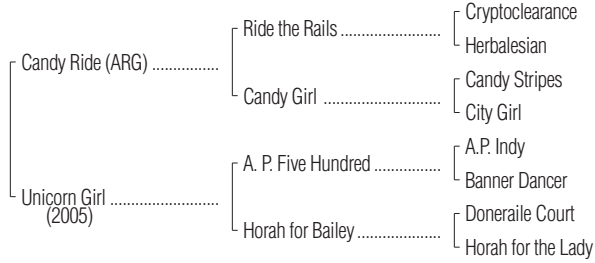 Cryptoclearance
Ride the Rails
Herbalesian
Candy Ride (ARG)
Candy Stripes
Candy Girl
City Girl
A.P. Indy
A. P. Five Hundred
Banner Dancer
Unicorn Girl
(2005)
Doneraile Court
Horah for Bailey
Horah for the Lady